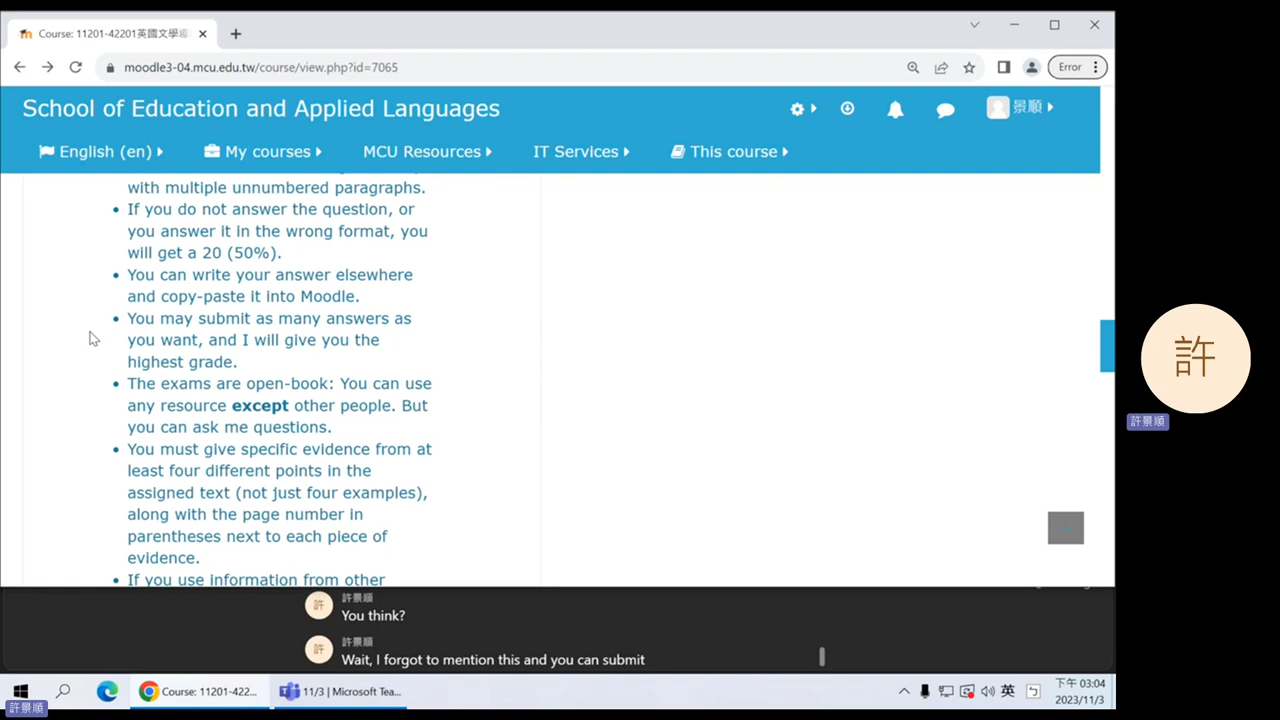 Course: 11201-42201英國文學導
moodle3-04.mcu.edu.tw/course/view.php?id=7065
Error
School of Education and Applied Languages
景順
English (en)
My courses
MCU Resources
IT Services
This course
with multiple unnumbered paragraphs.
If you do not answer the question, or
you answer it in the wrong format, you
will get a 20 (50%).
You can write your answer elsewhere
and copy-paste it into Moodle.
You may submit as many answers as
you want, and I will give you the
highest grade.
The exams are open-book: You can use
any resource except other people. But
you can ask me questions.
You must give specific evidence from at
least four different points in the
assigned text (not just four examples),
along with the page number in
parentheses next to each piece of
evidence.
If you use information from other
許
許景順
許
許景順
You think?
許
許景順
Wait, I forgot to mention this and you can submit
Course: 11201-422...
11/3 | Microsoft Tea...
英
下午 03:04
2023/11/3
許景順